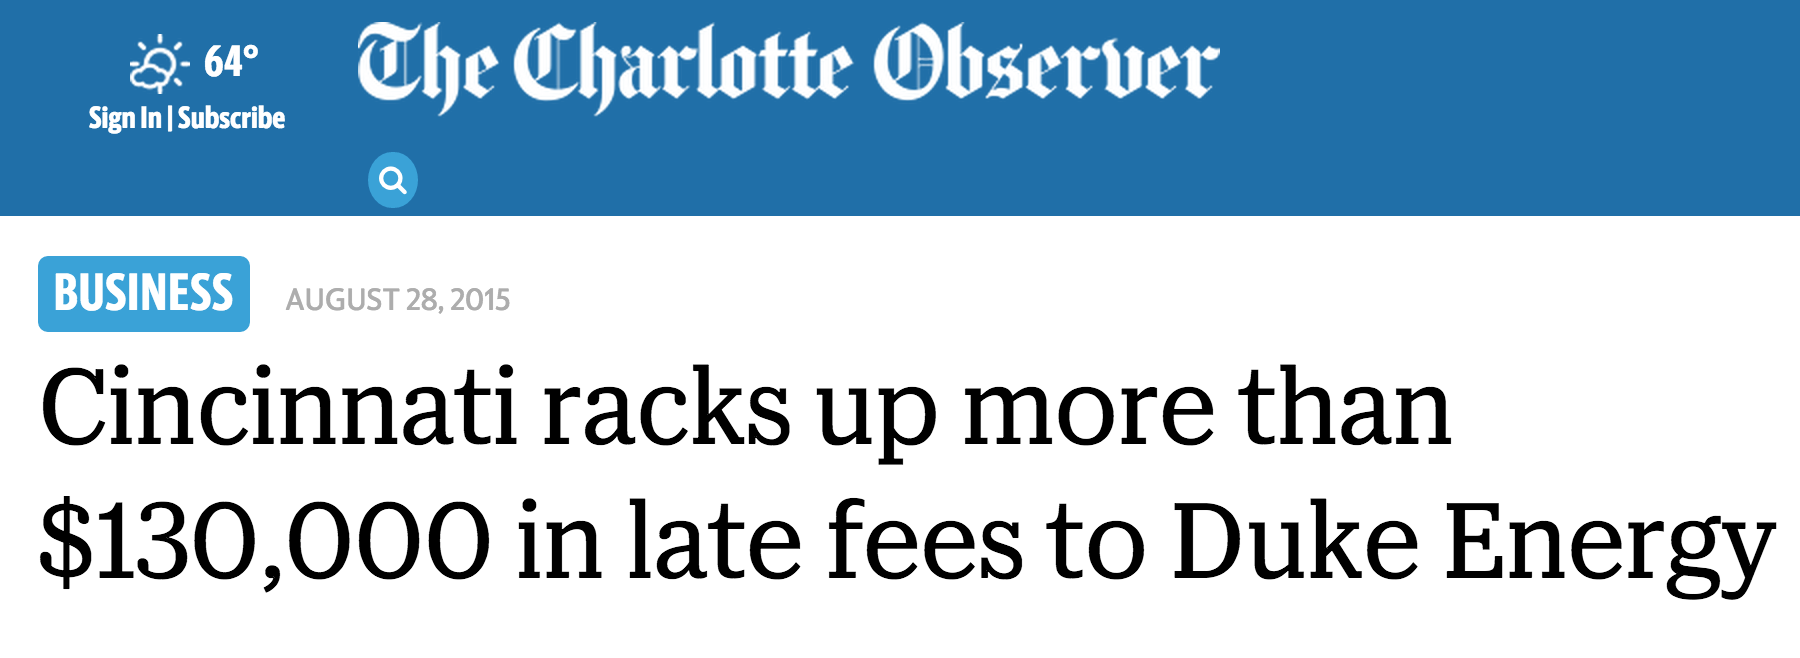 64°
Sign In | Subscribe
The Charlotte Observer
BUSINESS
AUGUST 28, 2015
Cincinnati racks up more than
$130,000 in late fees to Duke Energy